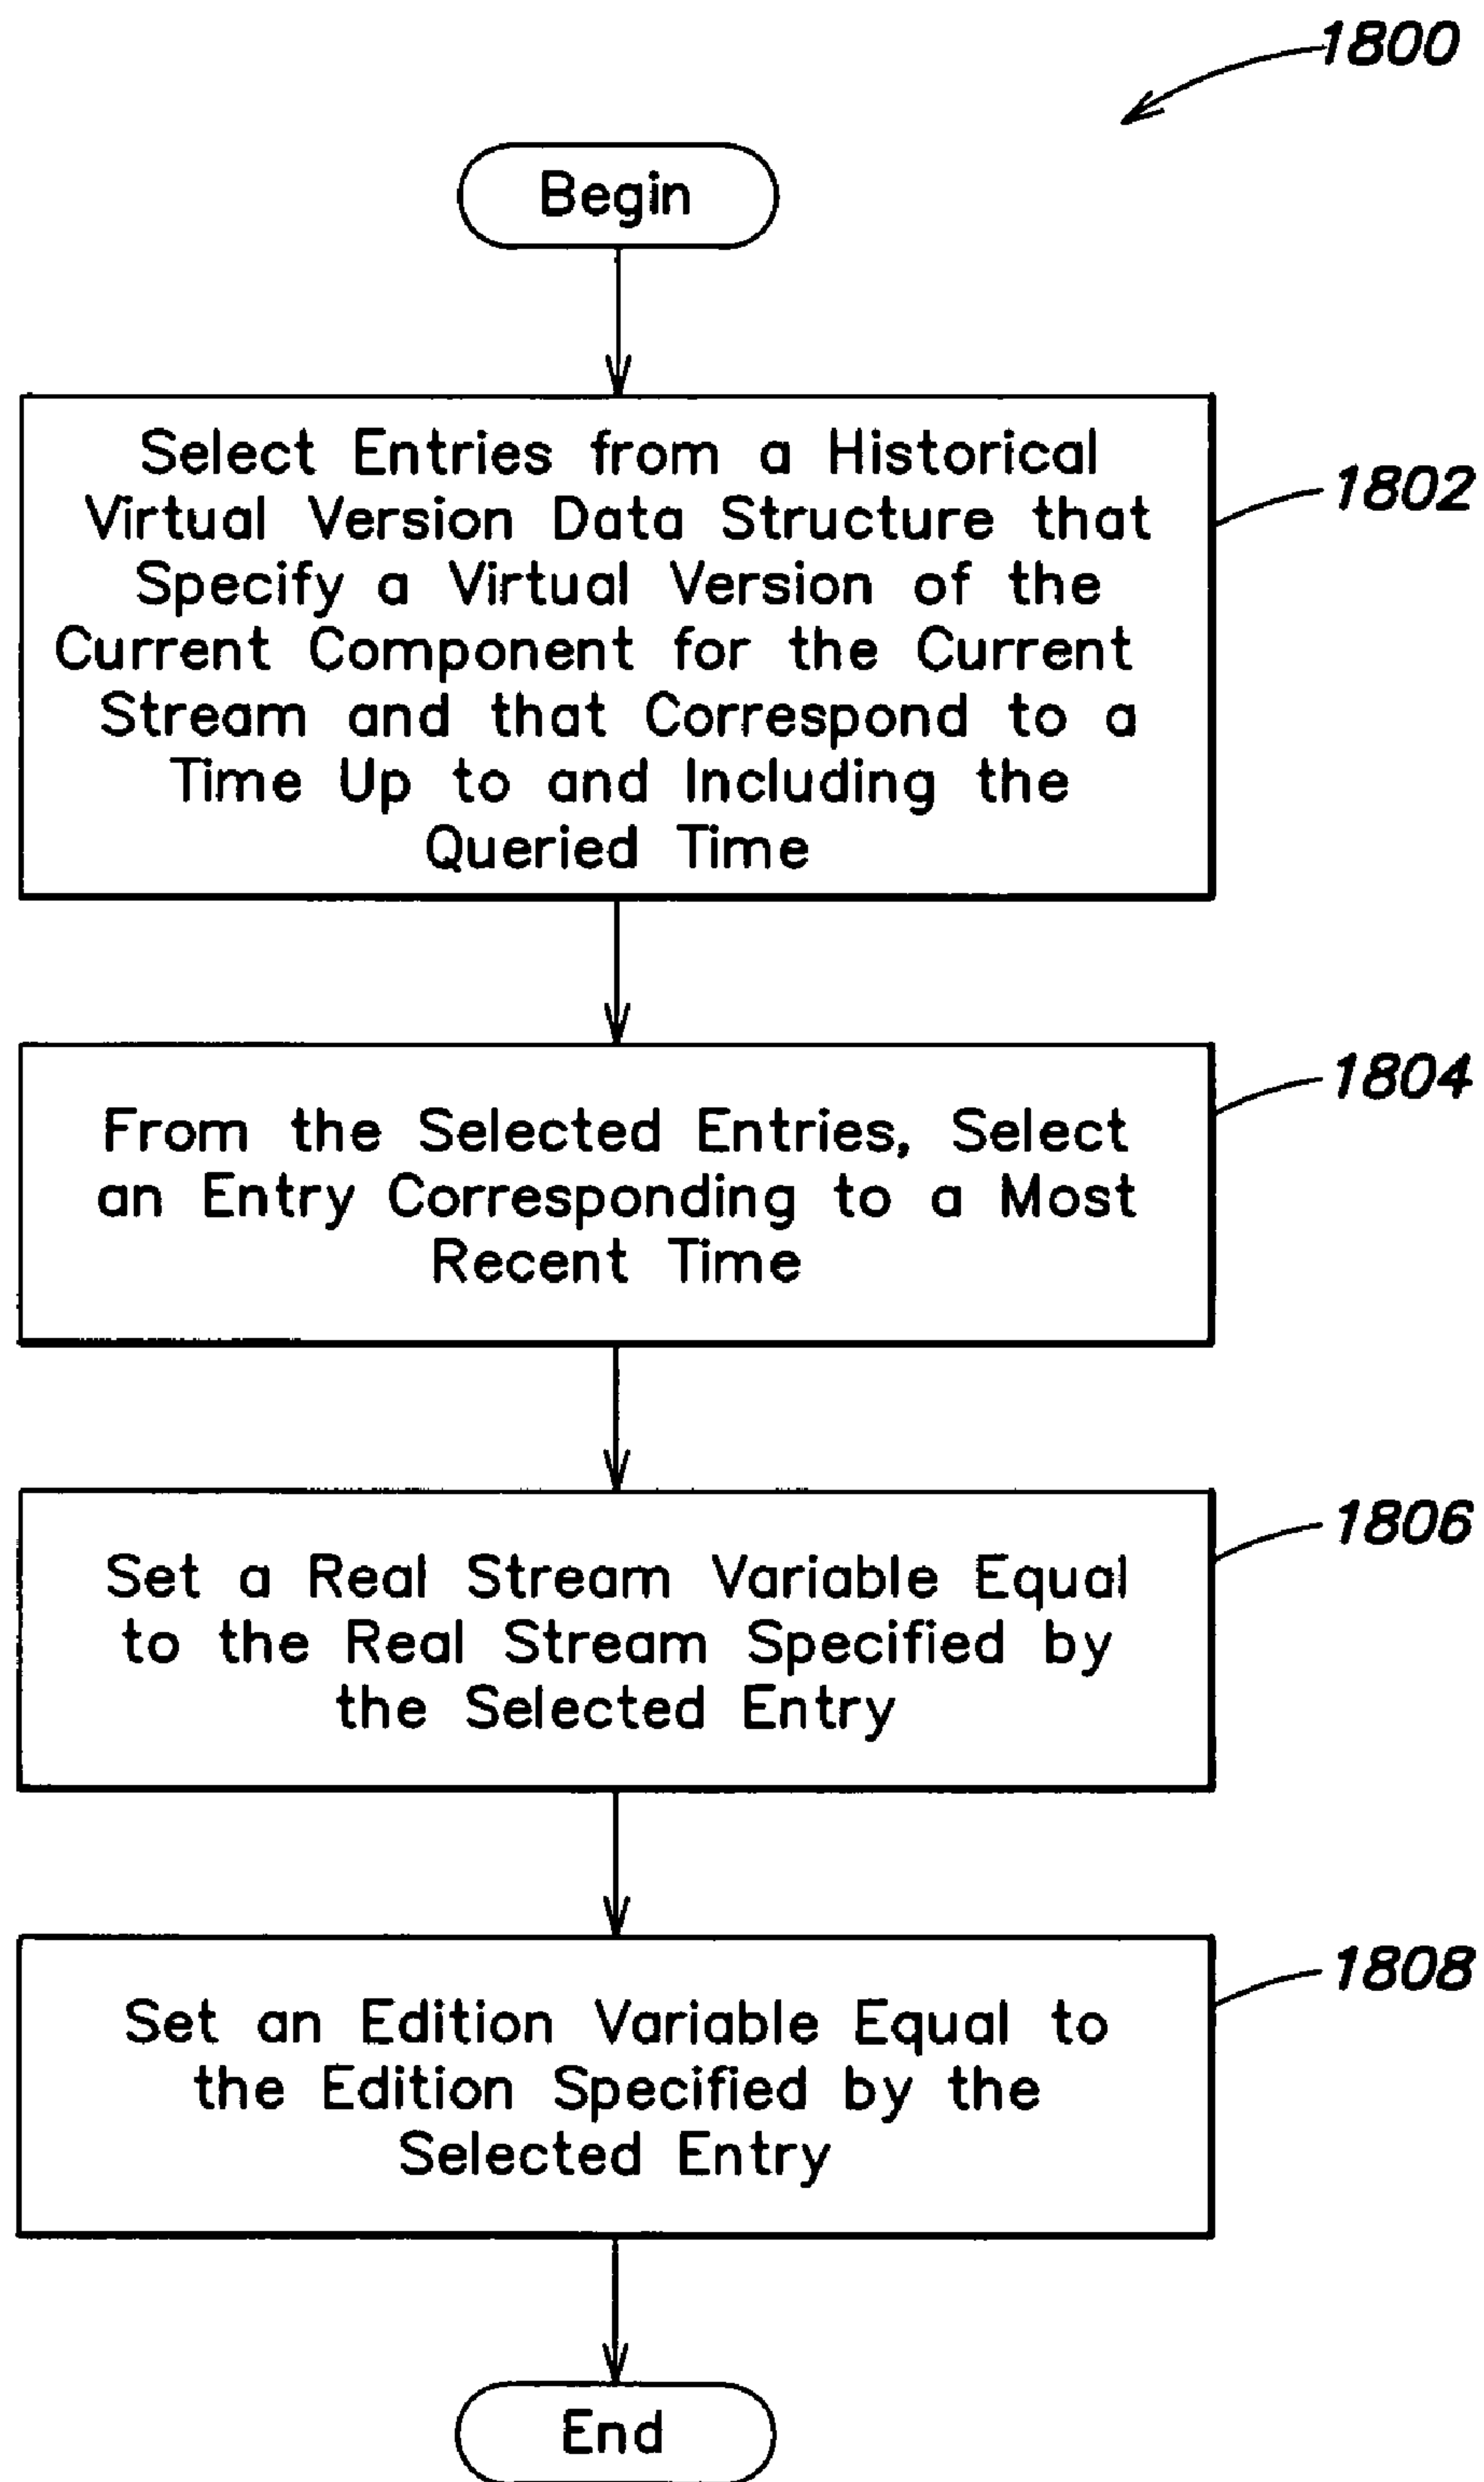 1800
Begin
Select Entries from a Historical
Virtual Version Data Structure that
Specify a Virtual Version of the
Current Component for the Current
Stream and that Correspond to a
Time Up to and Including the
Queried Time
1802
From the Selected Entries, Select
an Entry Corresponding to a Most
Recent Time
1804
Set a Real Stream Variable Equal
to the Real Stream Specified by
the Selected Entry
1806
Set an Edition Variable Equal to
the Edition Specified by the
Selected Entry
1808
End